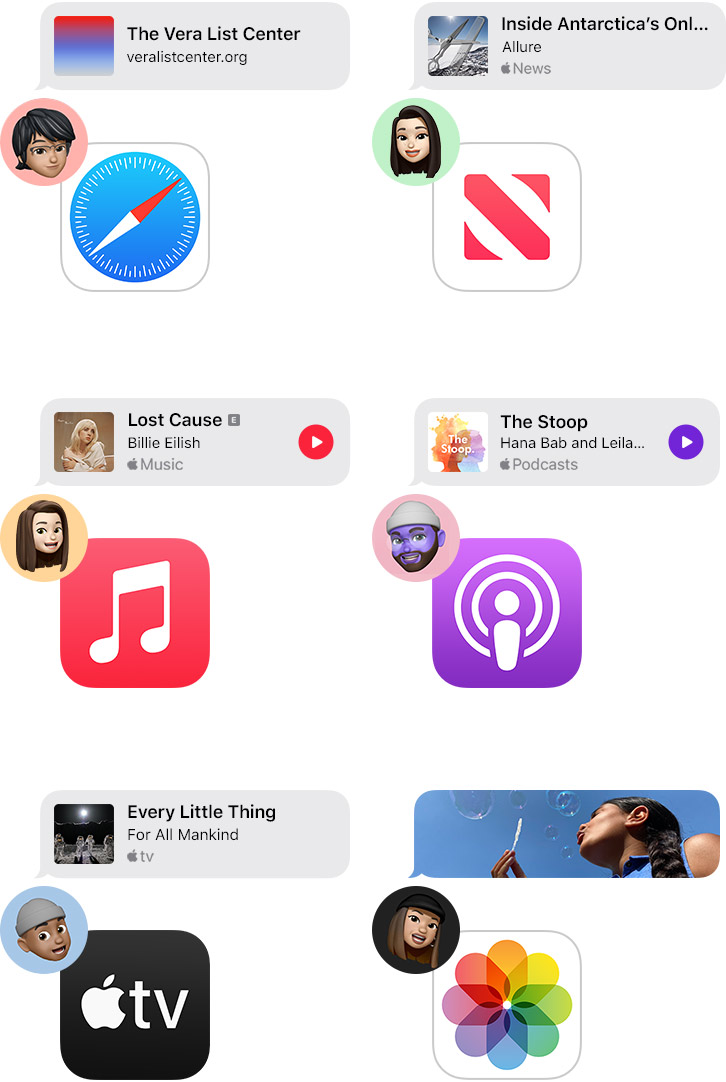 The Vera List Center
veralistcenter.org
Inside Antarctica’s Onl...
Allure
News
Lost Cause E
Billie Eilish
Music
The Stoop.
The Stoop
Hana Bab and Leila...
Podcasts
Every Little Thing
For All Mankind
tv
tv